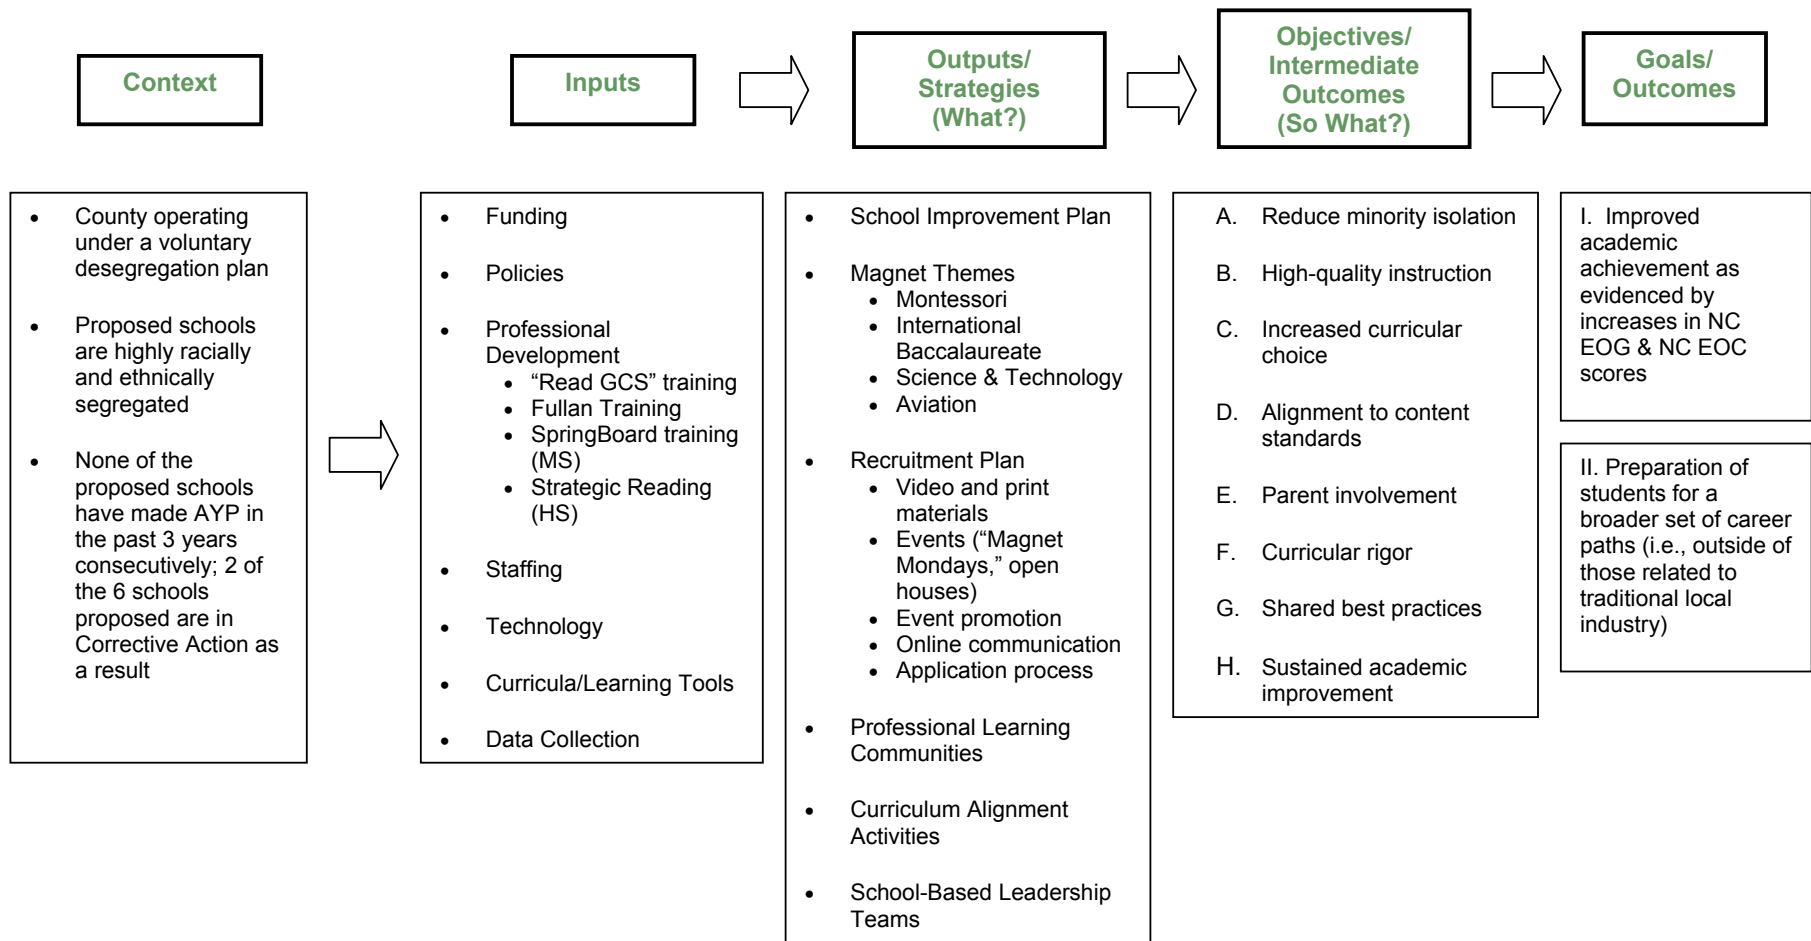 Context
Inputs
Outputs/
Strategies
(What?)
Objectives/
Intermediate
Outcomes
(So What?)
Goals/
Outcomes
• County operating
under a voluntary
desegregation plan
• Proposed schools
are highly racially
and ethnically
segregated
• None of the
proposed schools
have made AYP in
the past 3 years
consecutively; 2 of
the 6 schools
proposed are in
Corrective Action as
a result
• Funding
• Policies
• Professional
Development
• “Read GCS” training
• Fullan Training
• SpringBoard training
(MS)
• Strategic Reading
(HS)
• Staffing
• Technology
• Curricula/Learning Tools
• Data Collection
• School Improvement Plan
• Magnet Themes
• Montessori
• International
Baccalaureate
• Science & Technology
• Aviation
• Recruitment Plan
• Video and print
materials
• Events (“Magnet
Mondays,” open
houses)
• Event promotion
• Online communication
• Application process
• Professional Learning
Communities
• Curriculum Alignment
Activities
• School-Based Leadership
Teams
A. Reduce minority isolation
B. High-quality instruction
C. Increased curricular
choice
D. Alignment to content
standards
E. Parent involvement
F. Curricular rigor
G. Shared best practices
H. Sustained academic
improvement
I. Improved
academic
achievement as
evidenced by
increases in NC
EOG & NC EOC
scores
II. Preparation of
students for a
broader set of career
paths (i.e., outside of
those related to
traditional local
industry)